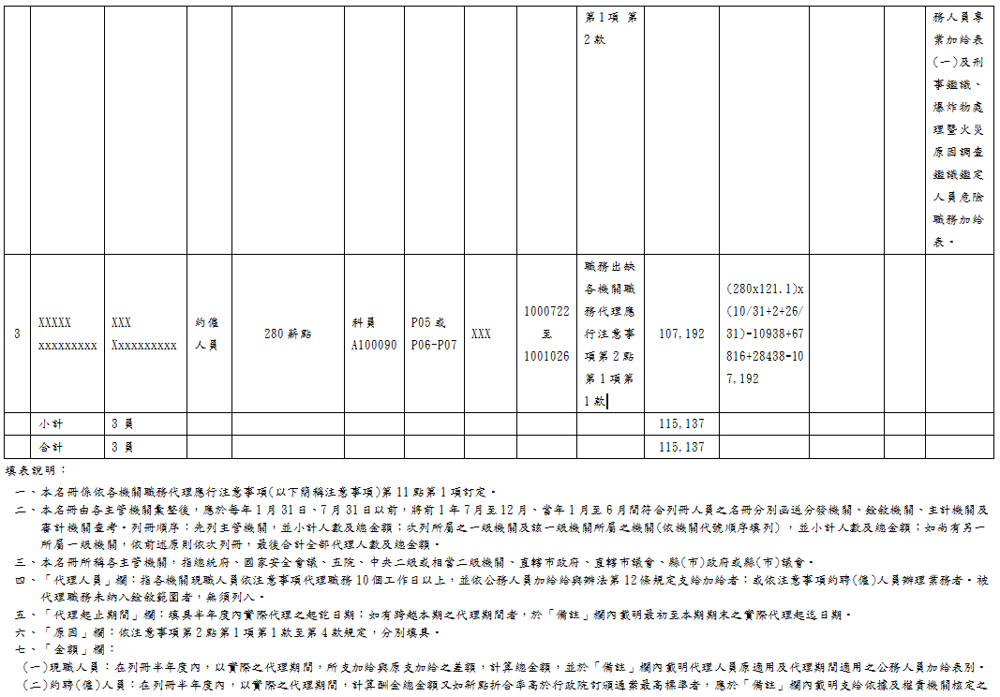 第1項 第
2款
務人員專
業加給表
(一)及刑
事鑑識、
爆炸物處
理暨火災
原因調查
鑑識鑑定
人員危險
職務加給
表。
3
XXXXX
xxxxxxxxx
XXX
Xxxxxxxxxx
約僱
人員
280薪點
科員
A100090
P05或
P06-P07
XXX
1000722
至
1001026
職務出缺
各機關職
務代理應
行注意事
項第2點
第1項第
1款
107,192
(280x121.1)x
(10/31+2+26/
31)=10938+67
816+28438=10
7,192
小計
3 員
115,137
合計
3 員
115,137
填表說明：
一、本名冊係依各機關職務代理應行注意事項(以下簡稱注意事項)第11點第1項訂定。
二、本名冊由各主管機關彙整後，應於每年1月31日、7月31日以前，將前1年7月至12月、當年1月至6月間符合列冊人員之名冊分別函送分發機關、銓敘機關、主計機關及
審計機關查考。列冊順序：先列主管機關，並小計人數及總金額；次列所屬之一級機關及該一級機關所屬之機關(依機關代號順序填列)，並小計人數及總金額；如尚有另一
所屬一級機關，依前述原則依次列冊，最後合計全部代理人數及總金額。
三、本名冊所稱各主管機關，指總統府、國家安全會議、五院、中央二級或相當二級機關、直轄市政府、直轄市議會、縣(市)政府或縣(市)議會。
四、「代理人員」欄：指各機關現職人員依注意事項代理職務10個工作日以上，並依公務人員加給給與辦法第12條規定支給加給者；或依注意事項約聘(僱)人員辦理業務者。被
代理職務未納入銓敘範圍者，無須列入。
五、「代理起止期間」欄：填具半年度內實際代理之起訖日期；如有跨越本期之代理期間者，於「備註」欄內載明最初至本期期末之實際代理起迄日期。
六、「原因」欄：依注意事項第2點第1項第1款至第4款規定，分別填具。
七、「金額」欄：
(一)現職人員：在列冊半年度內，以實際之代理期間，所支加給與原支加給之差額，計算總金額，並於「備註」欄內載明代理人員原適用及代理期間適用之公務人員加給表別。
(二)約聘(僱)人員：在列冊半年度內，以實際之代理期間，計算酬金總金額又如薪點折合率高於行政院訂頒通案最高標準者，應於「備註」欄內載明支給依據及權責機關核定之